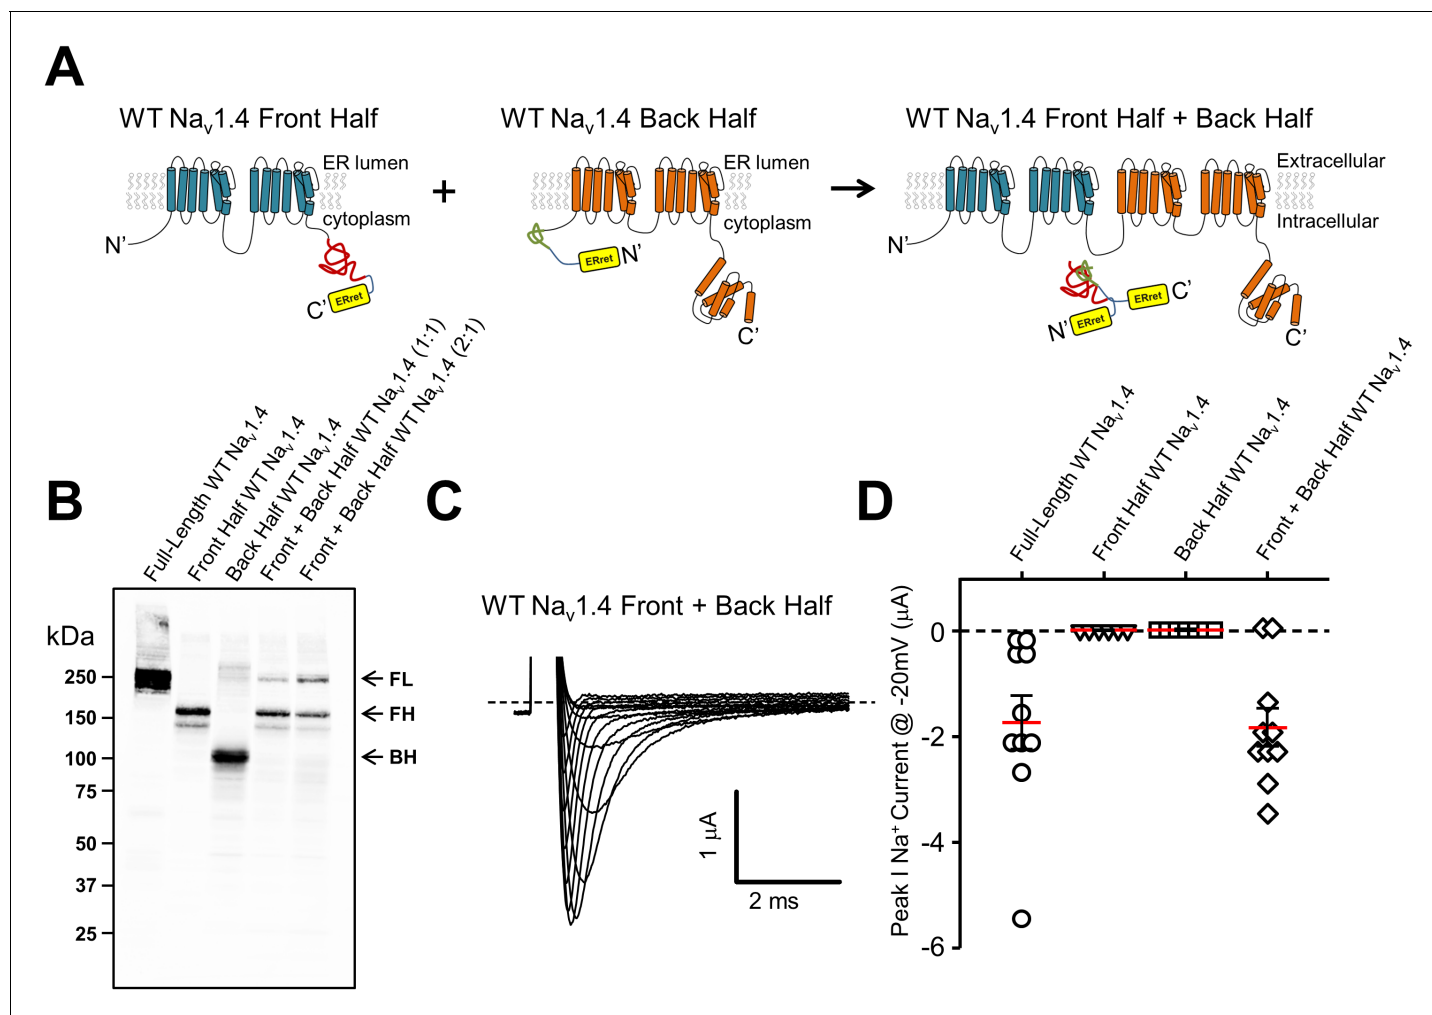 A
WT Nav1.4 Front Half
WT Nav1.4 Back Half
WT Nav1.4 Front Half + Back Half
ER lumen
cytoplasm
N'
C'
ERret
+
ER lumen
cytoplasm
ERret
N'
C'
Extracellular
Intracellular
N'
ERret
C'
N'
ERret
C'
B
Full-Length WT Nav1.4
Front Half WT Nav1.4
Back Half WT Nav1.4
Front + Back Half WT Nav1.4 (1:1)
Front + Back Half WT Nav1.4 (2:1)
kDa
250
150
100
75
50
37
25
FL
FH
BH
C
WT Nav1.4 Front + Back Half
1 µA
2 ms
D
Full-Length WT Nav1.4
Front Half WT Nav1.4
Back Half WT Nav1.4
Front + Back Half WT Nav1.4
Peak I Na+ Current @ -20mV (µA)
0
-2
-4
-6